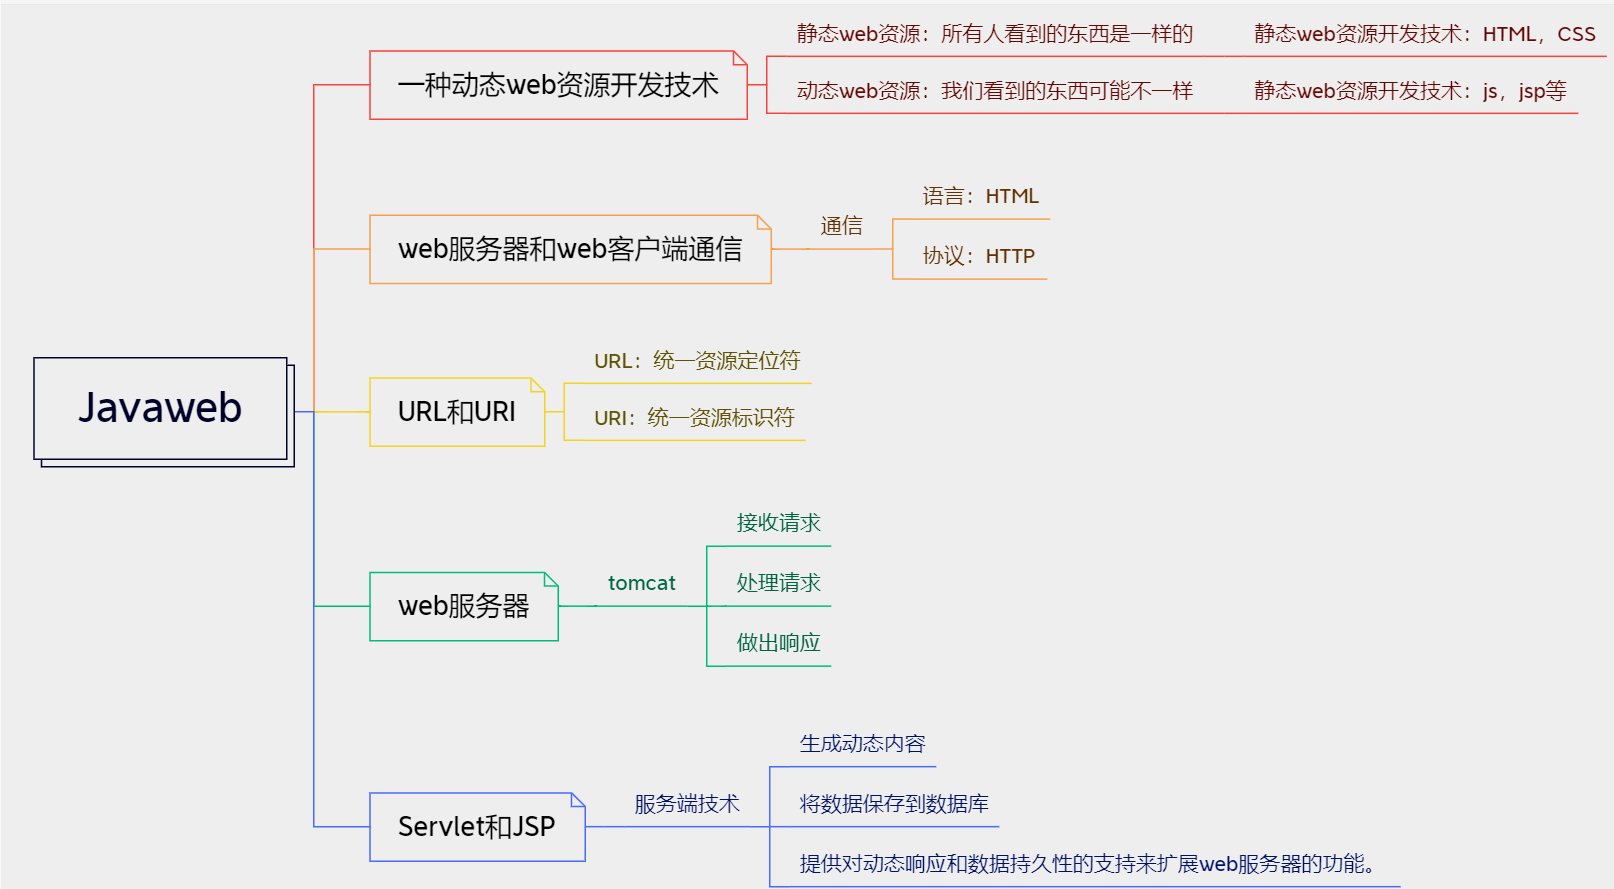 Javaweb
一种动态web资源开发技术
静态web资源：所有人看到的东西是一样的
静态web资源开发技术：HTML，CSS
动态web资源：我们看到的东西可能不一样
静态web资源开发技术：js，jsp等
web服务器和web客户端通信
通信
语言：HTML
协议：HTTP
URL和URI
URL：统一资源定位符
URI：统一资源标识符
web服务器
tomcat
接收请求
处理请求
做出响应
Servlet和JSP
服务端技术
生成动态内容
将数据保存到数据库
提供对动态响应和数据持久性的支持来扩展web服务器的功能。